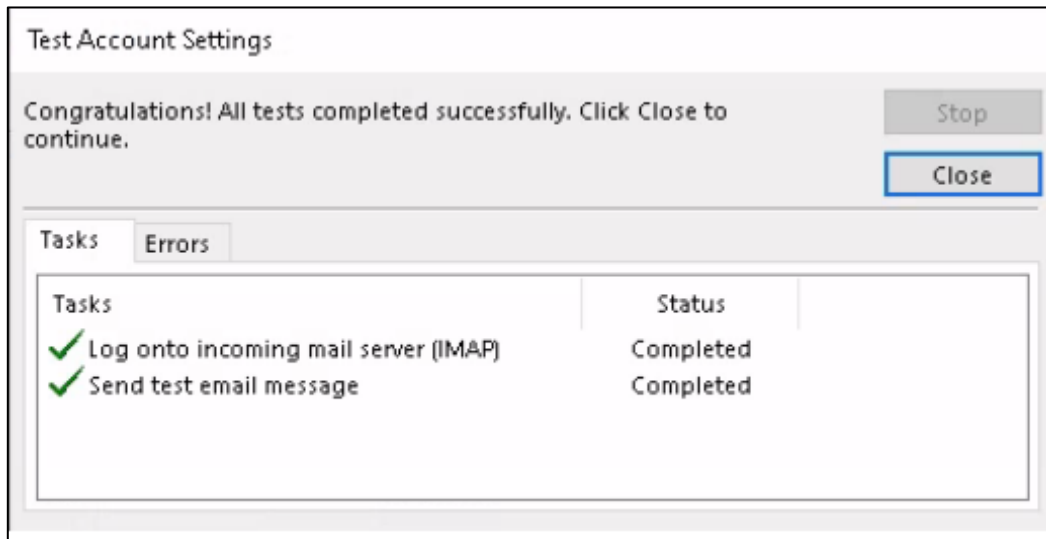 Test Account Settings
Congratulations! All tests completed successfully. Click Close to
continue.
Stop
Close
Tasks Errors
Tasks Status
Log onto incoming mail server (IMAP) Completed
Send test email message Completed